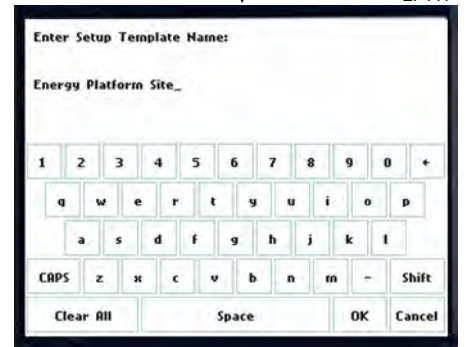 Enter Setup Template Name:
Energy Platform Site_
1 2 3 4 5 6 7 8 9 0 ←
q w e r t y u i o p
a s d f g h j k l
CAPS z x c v b n m - Shift
Clear All Space OK Cancel